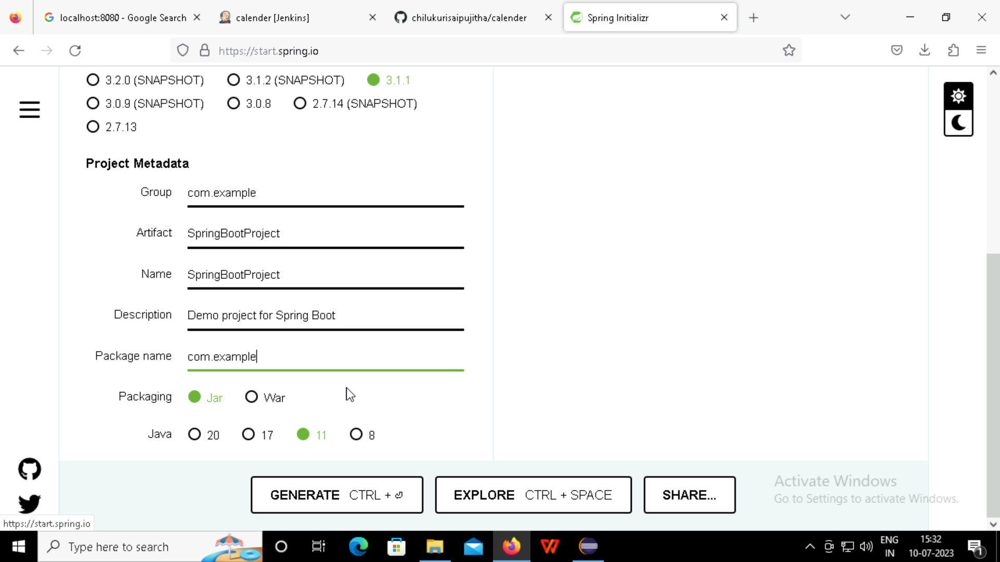 localhost:8080 - Google Search
calender [Jenkins]
chilukurisaipujitha/calender
Spring Initializr
https://start.spring.io
3.2.0 (SNAPSHOT) 3.1.2 (SNAPSHOT) 3.1.1
3.0.9 (SNAPSHOT) 3.0.8 2.7.14 (SNAPSHOT)
2.7.13
Project Metadata
Group com.example
Artifact SpringBootProject
Name SpringBootProject
Description Demo project for Spring Boot
Package name com.example
Packaging Jar War
Java 20 17 11 8
GENERATE CTRL + ⏎
EXPLORE CTRL + SPACE
SHARE...
Activate Windows
Go to Settings to activate Windows.
https://start.spring.io
Type here to search
ENG
IN
15:32
10-07-2023
1